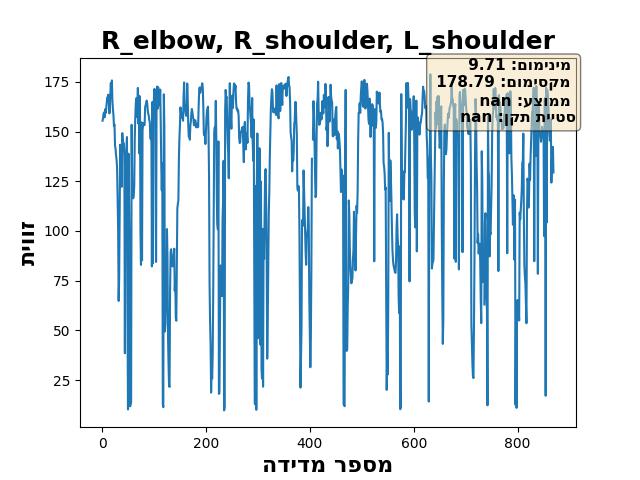 R_elbow, R_shoulder, L_shoulder
מינימום: 9.71
מקסימום: 178.79
ממוצע: nan
סטיית תקן: nan
175
150
125
100
75
50
25
זווית
0 200 400 600 800
מספר מדידה